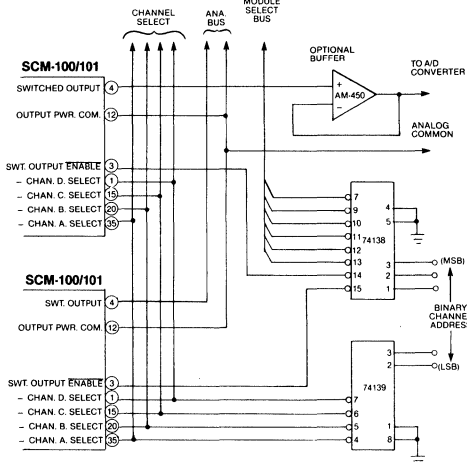 CHANNEL
SELECT
ANA.
BUS
MODULE
SELECT
BUS
OPTIONAL
BUFFER
SCM-100/101
SWITCHED OUTPUT 4
+
AM-450
−
TO A/D
CONVERTER
OUTPUT PWR. COM. 12
ANALOG
COMMON
SWT. OUTPUT ENABLE 3
- CHAN. D. SELECT 1
- CHAN. C. SELECT 15
- CHAN. B. SELECT 20
- CHAN. A. SELECT 35
7
9
10
11
12
13
14
15
74138
4
5
3 (MSB)
2
1
SCM-100/101
SWT. OUTPUT 4
OUTPUT PWR. COM. 12
BINARY
CHANNE
ADDRES
SWT. OUTPUT ENABLE 3
- CHAN. D. SELECT 1
- CHAN. C. SELECT 15
- CHAN. B. SELECT 20
- CHAN. A. SELECT 35
7
6
5
4
74139
3
2 (LSB)
1
8